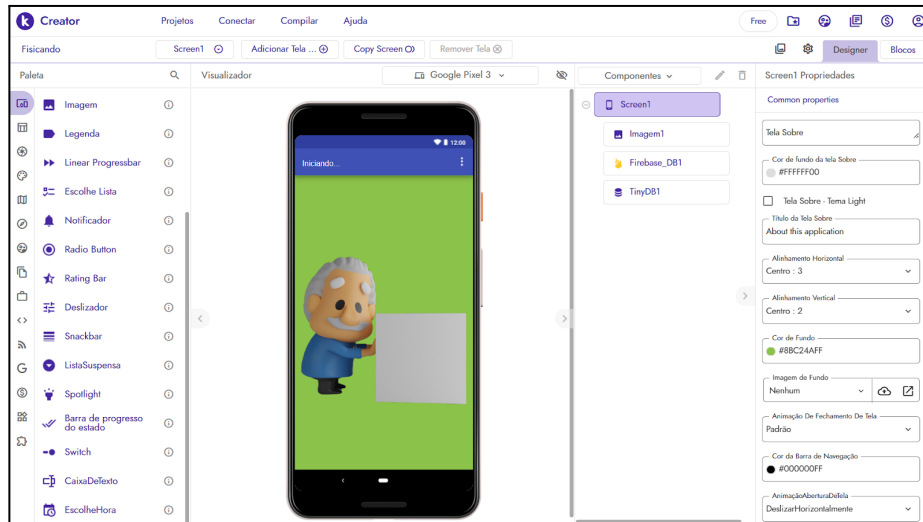 Creator
Projetos
Conectar
Compilar
Ajuda
Free
Fisicando
Screen1
Adicionar Tela ...
Copy Screen
Remover Tela
Designer
Blocos
Paleta
Visualizador
Google Pixel 3
Componentes
Screen1 Propriedades
Imagem
Legenda
Linear Progressbar
Escolhe Lista
Notificador
Radio Button
Rating Bar
Deslizador
Snackbar
ListaSuspensa
Spotlight
Barra de progresso
do estado
Switch
CaixaDeTexto
EscolheHora
12:00
Iniciando...
Screen1
Imagem1
Firebase_DB1
TinyDB1
Common properties
Tela Sobre
Cor de fundo da tela Sobre
#FFFFFF00
Tela Sobre - Tema Light
Título da Tela Sobre
About this application
Alinhamento Horizontal
Centro : 3
Alinhamento Vertical
Centro : 2
Cor de Fundo
#8BC24AFF
Imagem de Fundo
Nenhum
Animação De Fechamento De Tela
Padrão
Cor da Barra de Navegação
#000000FF
AnimaçãoAberturaDeTela
DeslizarHorizontalmente